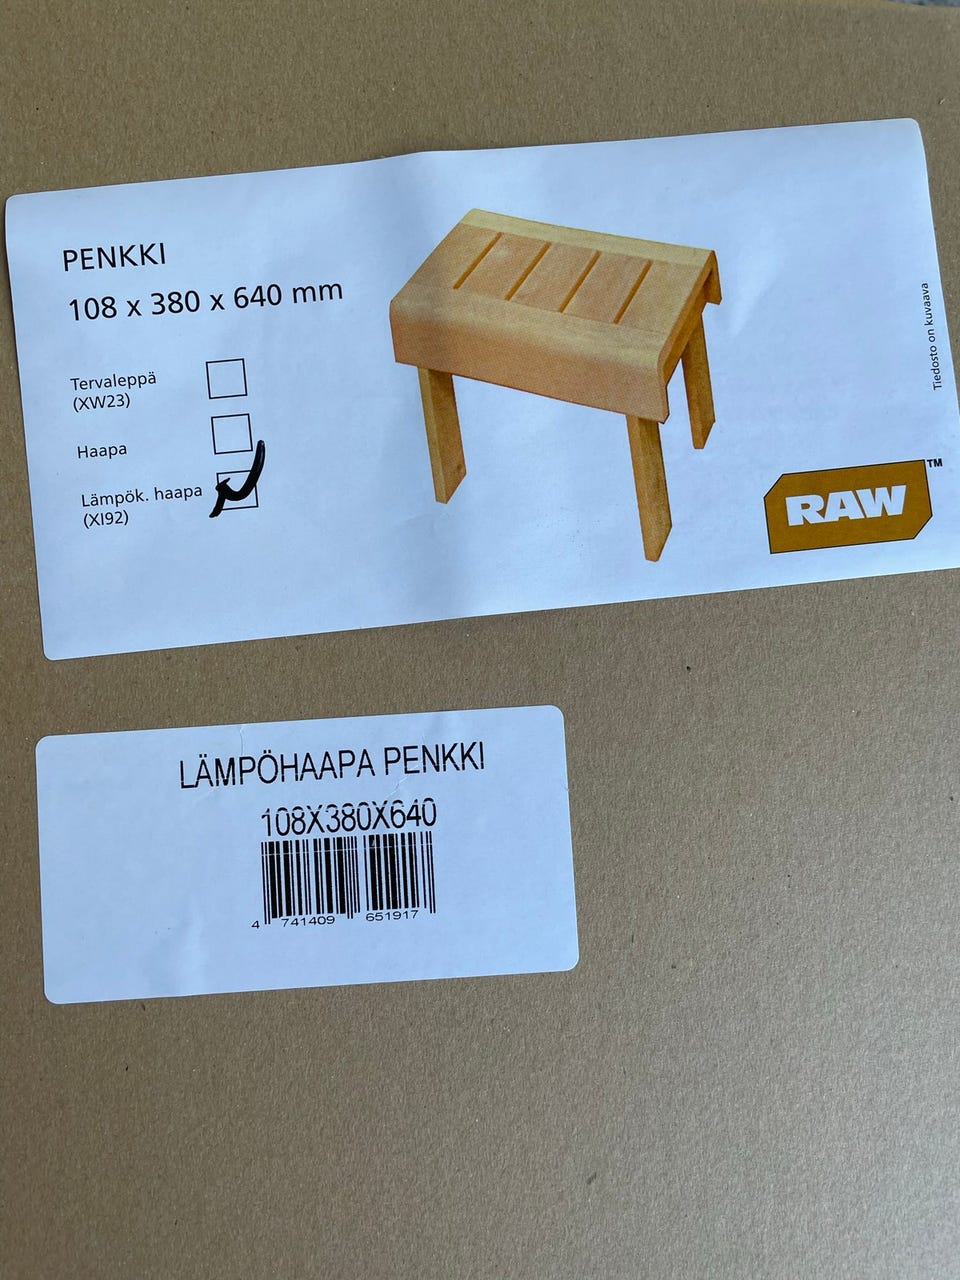 PENKKI
108 x 380 x 640 mm
Tervaleppä
(XW23)
Haapa
Lämpök. haapa
(XI92)
Tiedosto on kuvaava
RAW™
LÄMPÖHAAPA PENKKI
108X380X640
4 741409 651917